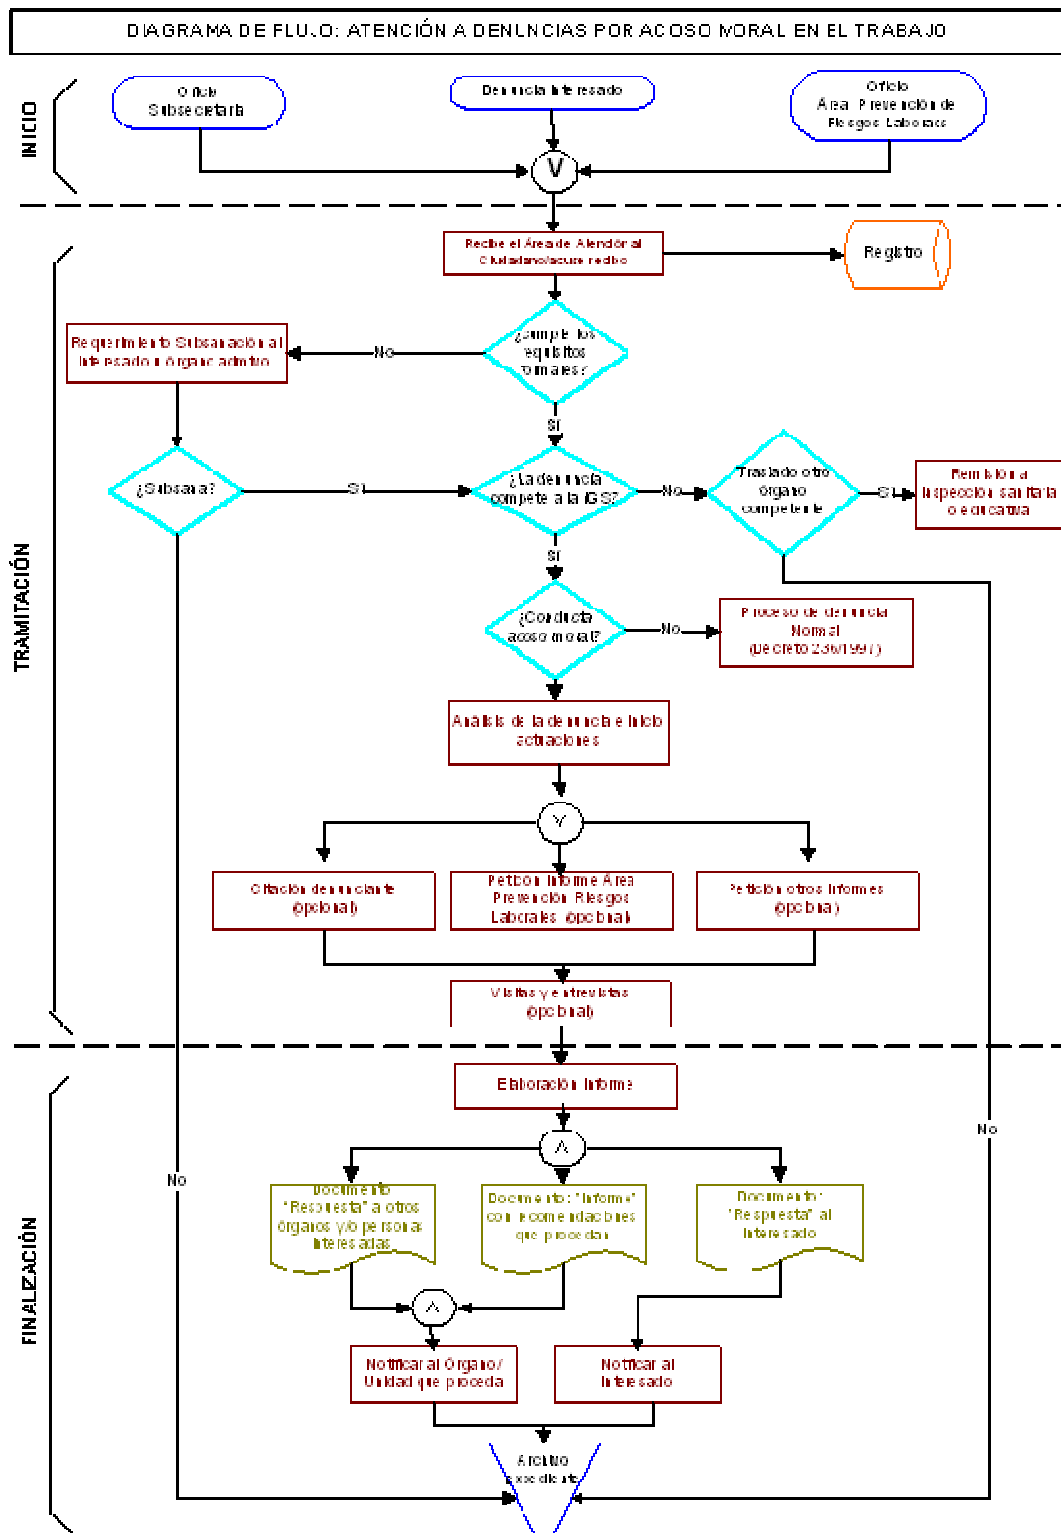 DIAGRAMA DE FLUJO: ATENCIÓN A DENUNCIAS POR ACOSO MORAL EN EL TRABAJO
INICIO
Oficio
Subsecretaría
Denuncia Interesado
Oficio
Área Prevención de
Riesgos Laborales
V
TRAMITACIÓN
Recibe el Área de Atención al
Ciudadano/acuse recibo
Registro
¿Cumple los
requisitos
formales?
No
Requerimiento Subsanación al
Interesado u órgano admtivo
SÍ
¿Subsana?
SÍ
¿La denuncia
compete a la IGS?
No
Traslado otro
órgano
competente
SÍ
Remisión a
Inspección sanitaria
o educativa
SÍ
¿Conducta
acoso moral?
No
Proceso de denuncia
Normal
(Decreto 236/1997)
Análisis de la denuncia e Inicio
actuaciones
Y
Citación denunciante
(opcional)
Petición Informe Área
Prevención Riesgos
Laborales (opcional)
Petición otros Informes
(opcional)
Visitas y entrevistas
(opcional)
FINALIZACIÓN
Elaboración Informe
No
No
Documento
"Respuesta" a otros
órganos y/o personas
Interesadas
Documento: "Informe"
con recomendaciones
que procedan
Documento:
"Respuesta" al
Interesado
Notificar al Órgano/
Unidad que proceda
Notificar al
Interesado
Archivo
expediente